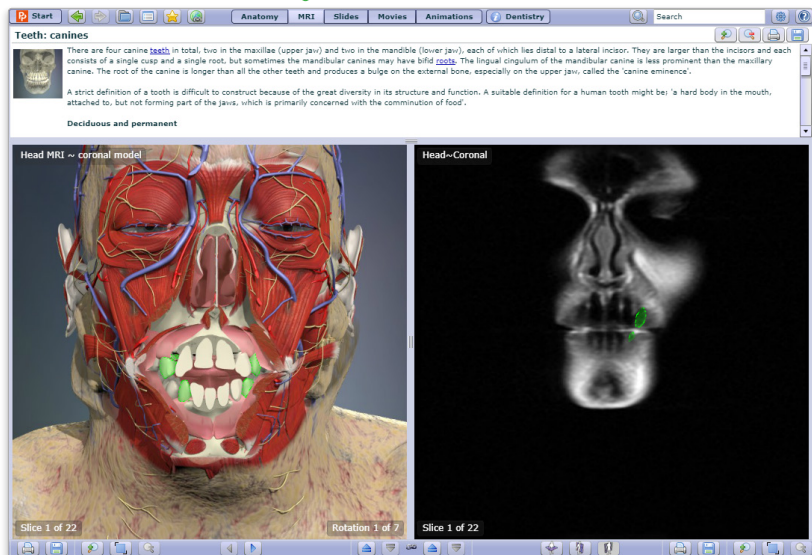 Start
Anatomy
MRI
Slides
Movies
Animations
Dentistry
Search
Teeth: canines
There are four canine teeth in total, two in the maxillae (upper jaw) and two in the mandible (lower jaw), each of which lies distal to a lateral incisor. They are larger than the incisors and each
consists of a single cusp and a single root, but sometimes the mandibular canines may have bifid roots. The lingual cingulum of the mandibular canine is less prominent than the maxillary
canine. The root of the canine is longer than all the other teeth and produces a bulge on the external bone, especially on the upper jaw, called the 'canine eminence'.
A strict definition of a tooth is difficult to construct because of the great diversity in its structure and function. A suitable definition for a human tooth might be; 'a hard body in the mouth,
attached to, but not forming part of the jaws, which is primarily concerned with the comminution of food'.
Deciduous and permanent
Head MRI ~ coronal model
Head~Coronal
Slice 1 of 22
Rotation 1 of 7
Slice 1 of 22